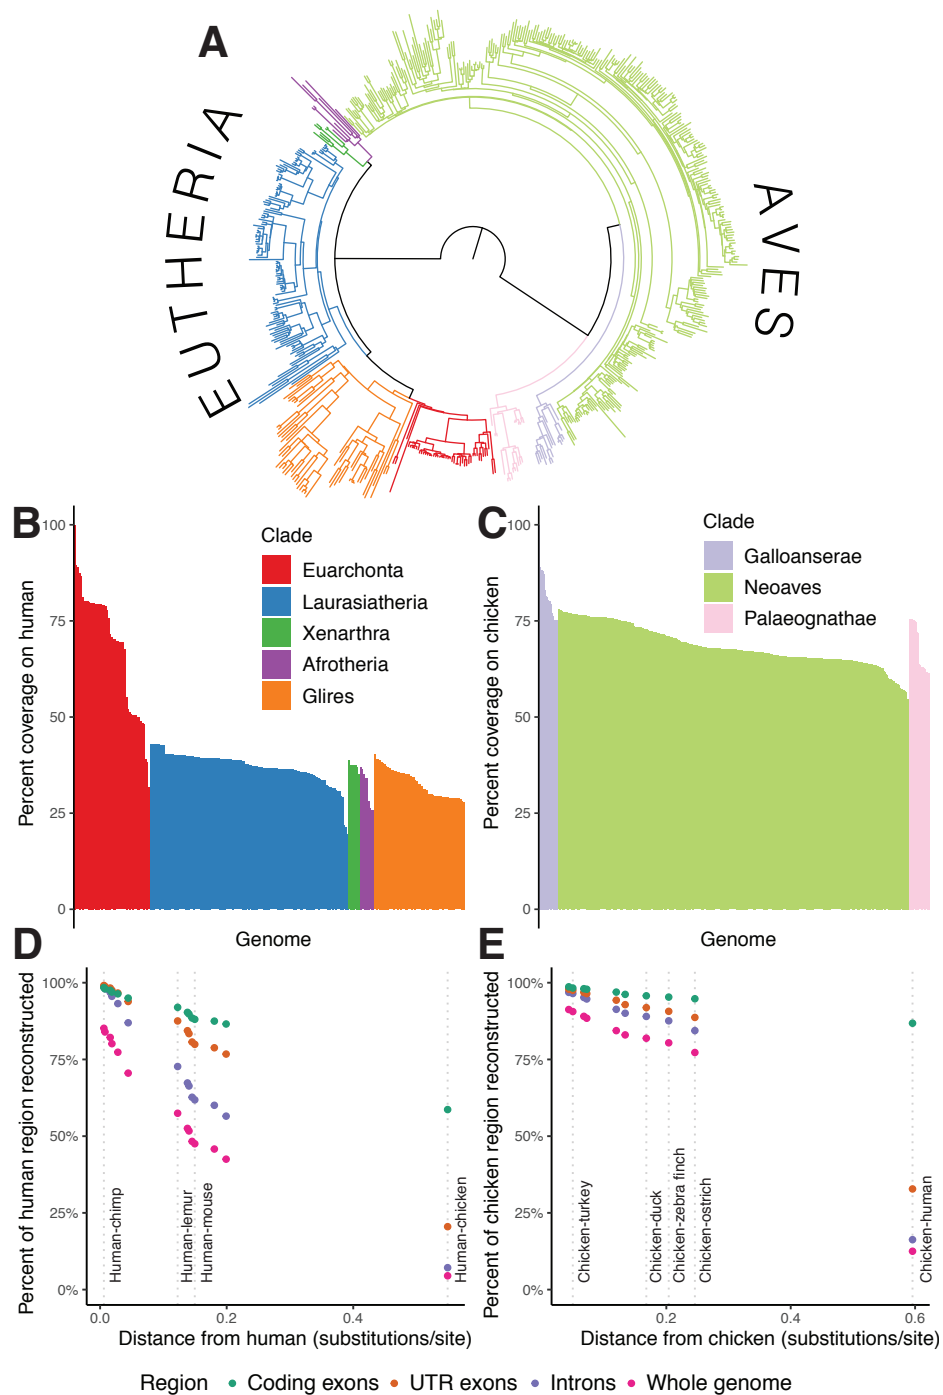 A
EUTHERIA
AVES
B
C
100
75
50
25
0
Percent coverage on human
Clade
Euarchonta
Laurasiatheria
Xenarthra
Afrotheria
Glires
Genome
100
75
50
25
0
Percent coverage on chicken
Clade
Galloanserae
Neoaves
Palaeognathae
Genome
D
E
100%
75%
50%
25%
0%
Percent of human region reconstructed
Human-chimp
Human-lemur
Human-mouse
Human-chicken
0.0
0.2
0.4
Distance from human (substitutions/site)
100%
75%
50%
25%
0%
Percent of chicken region reconstructed
Chicken-turkey
Chicken-duck
Chicken-zebra finch
Chicken-ostrich
Chicken-human
0.2
0.4
0.6
Distance from chicken (substitutions/site)
Region Coding exons UTR exons Introns Whole genome